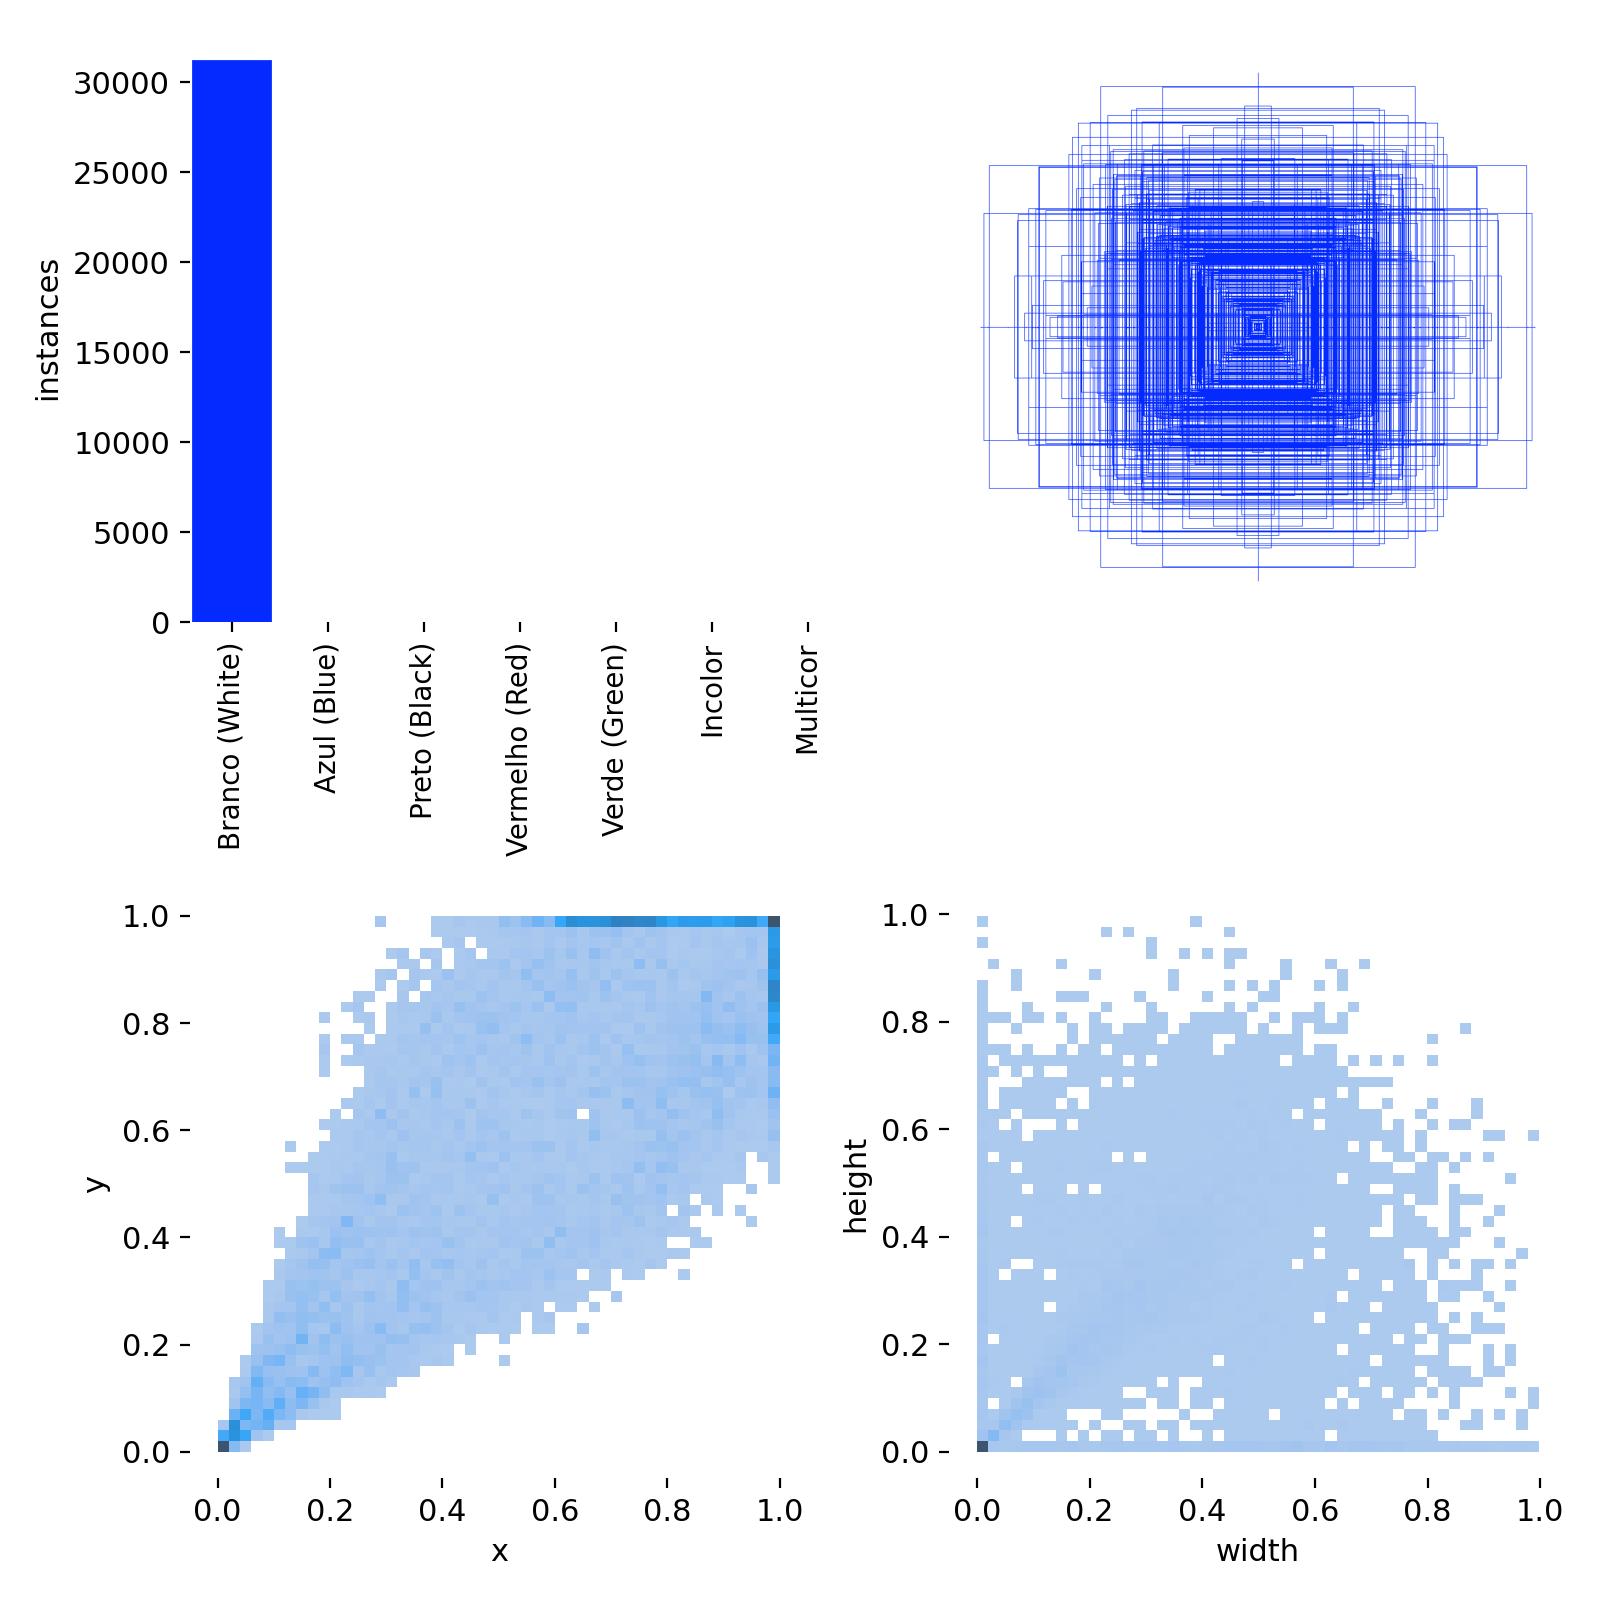 30000
25000
20000
15000
10000
5000
0
instances
Branco (White)
Azul (Blue)
Preto (Black)
Vermelho (Red)
Verde (Green)
Incolor
Multicor
1.0
0.8
0.6
0.4
0.2
0.0
y
0.0 0.2 0.4 0.6 0.8 1.0
x
1.0
0.8
0.6
0.4
0.2
0.0
height
0.0 0.2 0.4 0.6 0.8 1.0
width